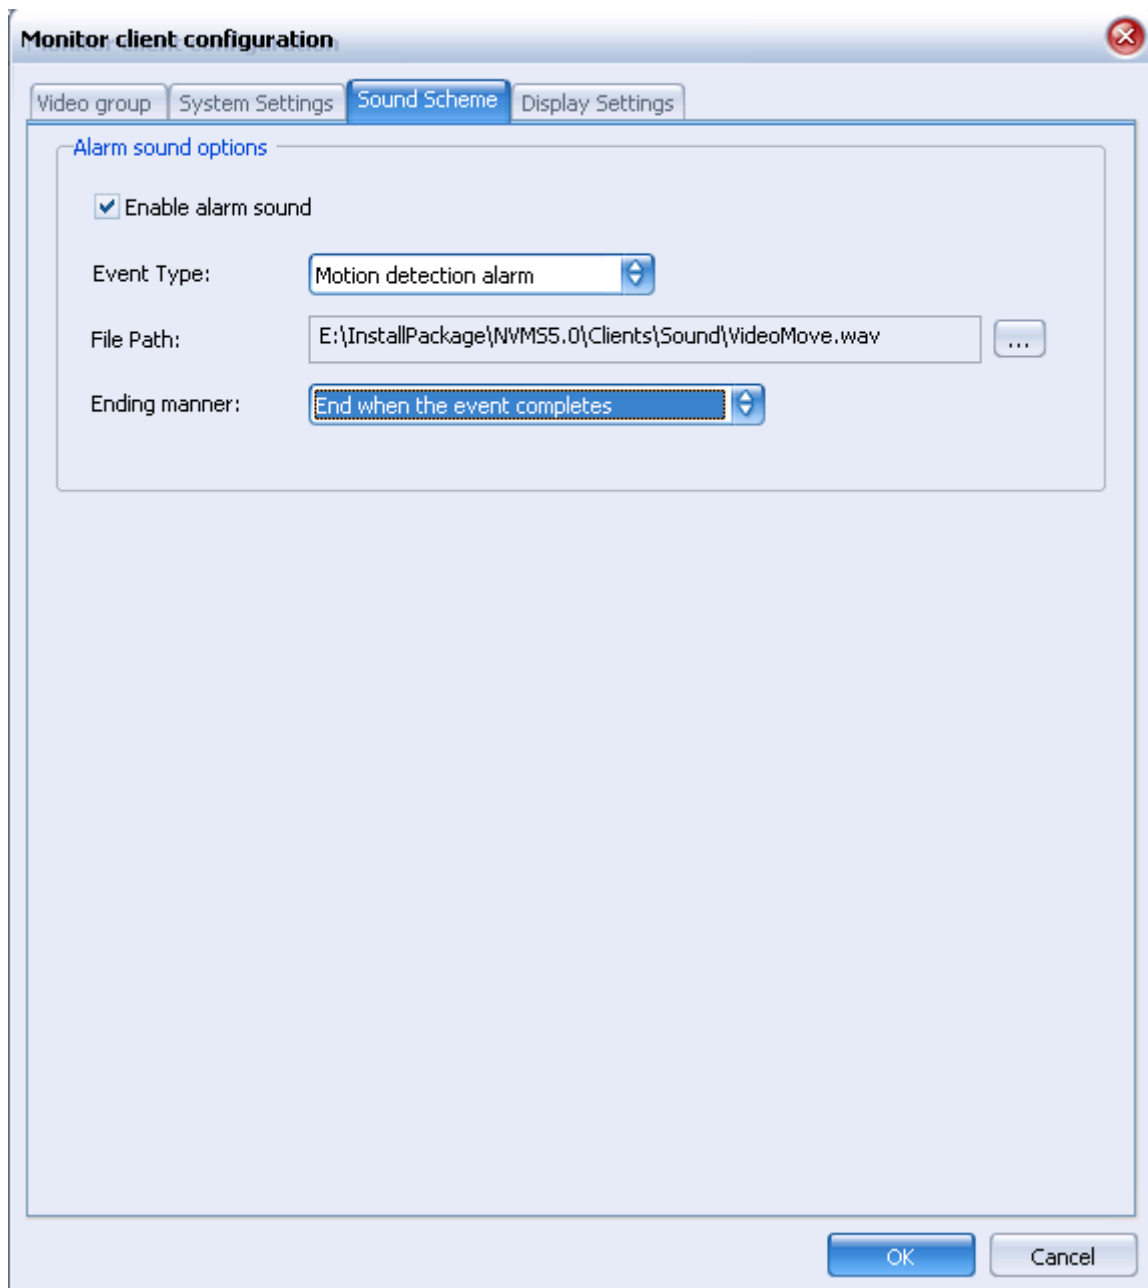 Monitor client configuration
Video group System Settings Sound Scheme Display Settings
Alarm sound options
Enable alarm sound
Event Type: Motion detection alarm
File Path: E:\InstallPackage\NVMS5.0\Clients\Sound\VideoMove.wav ...
Ending manner: End when the event completes
OK Cancel